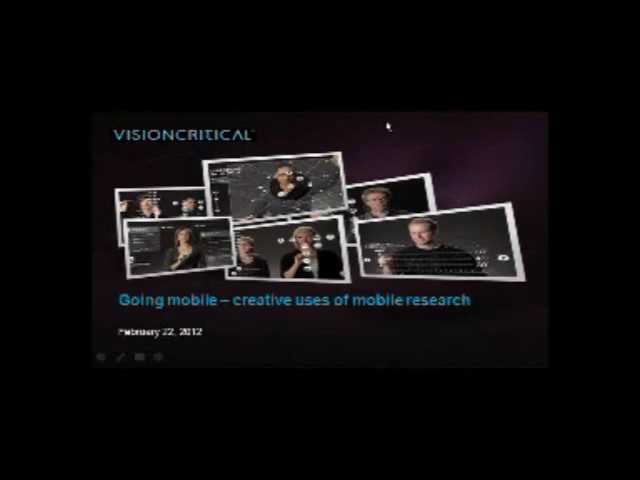 VISIONCRITICAL
Going mobile – creative uses of mobile research
February 22, 2012